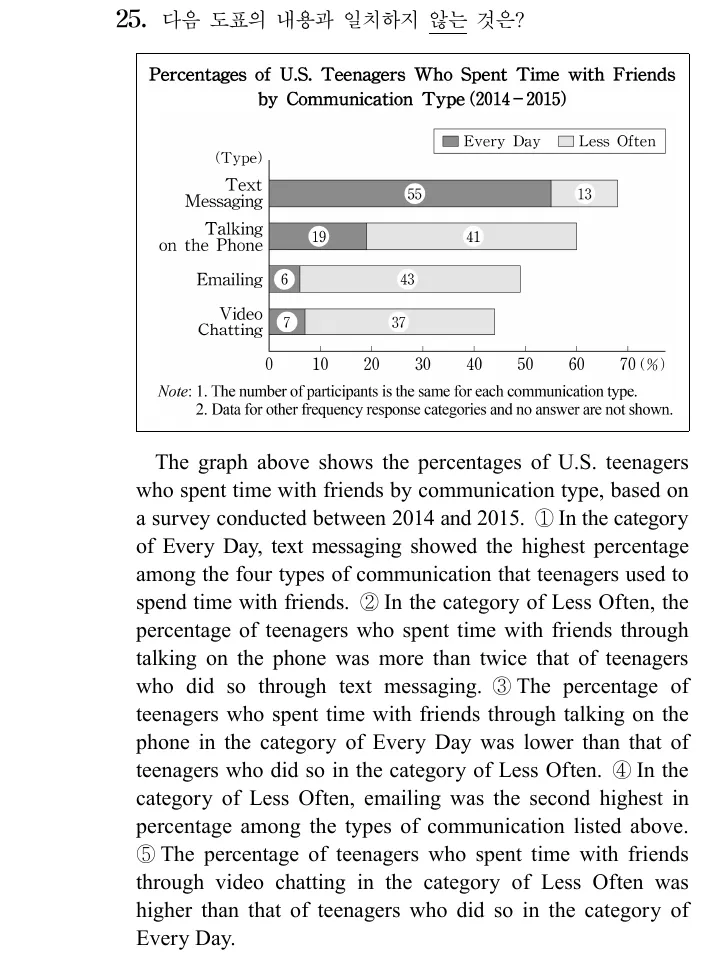 25. 다음 도표의 내용과 일치하지 않는 것은?
Percentages of U.S. Teenagers Who Spent Time with Friends
by Communication Type (2014－2015)
Every Day Less Often
(Type)
Text
Messaging
55 13
Talking
on the Phone
19 41
Emailing 6 43
Video
Chatting
7 37
0 10 20 30 40 50 60 70 (%)
Note: 1. The number of participants is the same for each communication type.
2. Data for other frequency response categories and no answer are not shown.
The graph above shows the percentages of U.S. teenagers
who spent time with friends by communication type, based on
a survey conducted between 2014 and 2015. ① In the category
of Every Day, text messaging showed the highest percentage
among the four types of communication that teenagers used to
spend time with friends. ② In the category of Less Often, the
percentage of teenagers who spent time with friends through
talking on the phone was more than twice that of teenagers
who did so through text messaging. ③ The percentage of
teenagers who spent time with friends through talking on the
phone in the category of Every Day was lower than that of
teenagers who did so in the category of Less Often. ④ In the
category of Less Often, emailing was the second highest in
percentage among the types of communication listed above.
⑤ The percentage of teenagers who spent time with friends
through video chatting in the category of Less Often was
higher than that of teenagers who did so in the category of
Every Day.